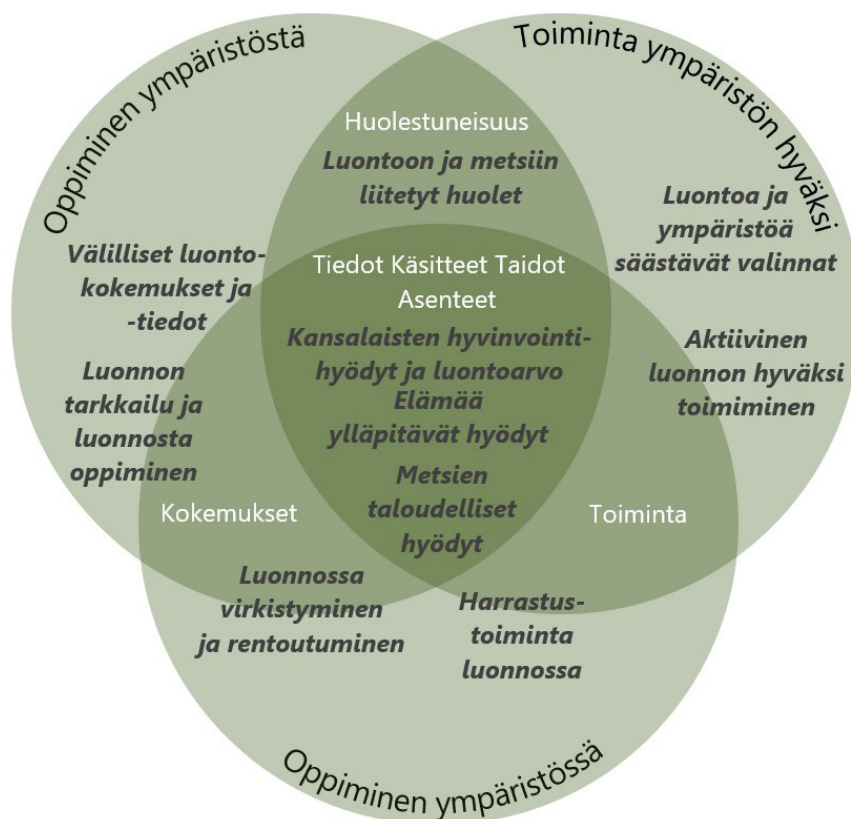 Oppiminen ympäristöstä
Toiminta ympäristön hyväksi
Huolestuneisuus
Luontoon ja metsiin
liitetyt huolet
Luontoa ja
ympäristöä
säästävät valinnat
Välilliset luonto-
kokemukset ja
-tiedot
Tiedot Käsitteet Taidot
Asenteet
Kansalaisten hyvinvointi-
hyödyt ja luontoarvo
Elämää
ylläpitävät hyödyt
Aktiivinen
luonnon hyväksi
toimiminen
Luonnon
tarkkailu ja
luonnosta
oppiminen
Metsien
taloudelliset
hyödyt
Kokemukset
Toiminta
Luonnossa
virkistyminen
ja rentoutuminen
Harrastus-
toiminta
luonnossa
Oppiminen ympäristössä